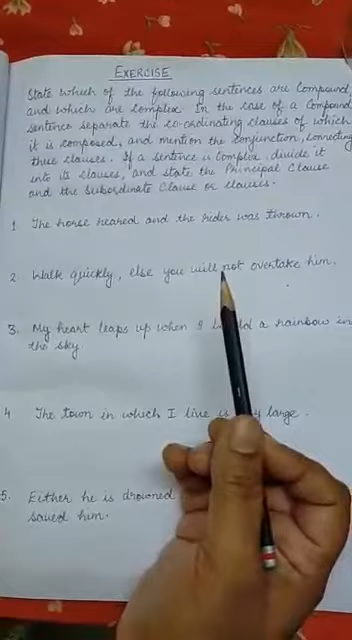 EXERCISE
State which of the following sentences are Compound,
and which are complex. In the case of a Compound
sentence separate the co-ordinating clauses of which
it is composed, and mention the conjunction, connecting
these clauses. If a sentence is Complex, divide it
into its clauses, and state the Principal Clause
and the Subordinate Clause or clauses.
1 The horse reared and the rider was thrown.
2 Walk quickly, else you will not overtake him.
3. My heart leaps up when I a rainbow in
the sky
4 The town in which I live is large.
5. Either he is drowned
saved him.